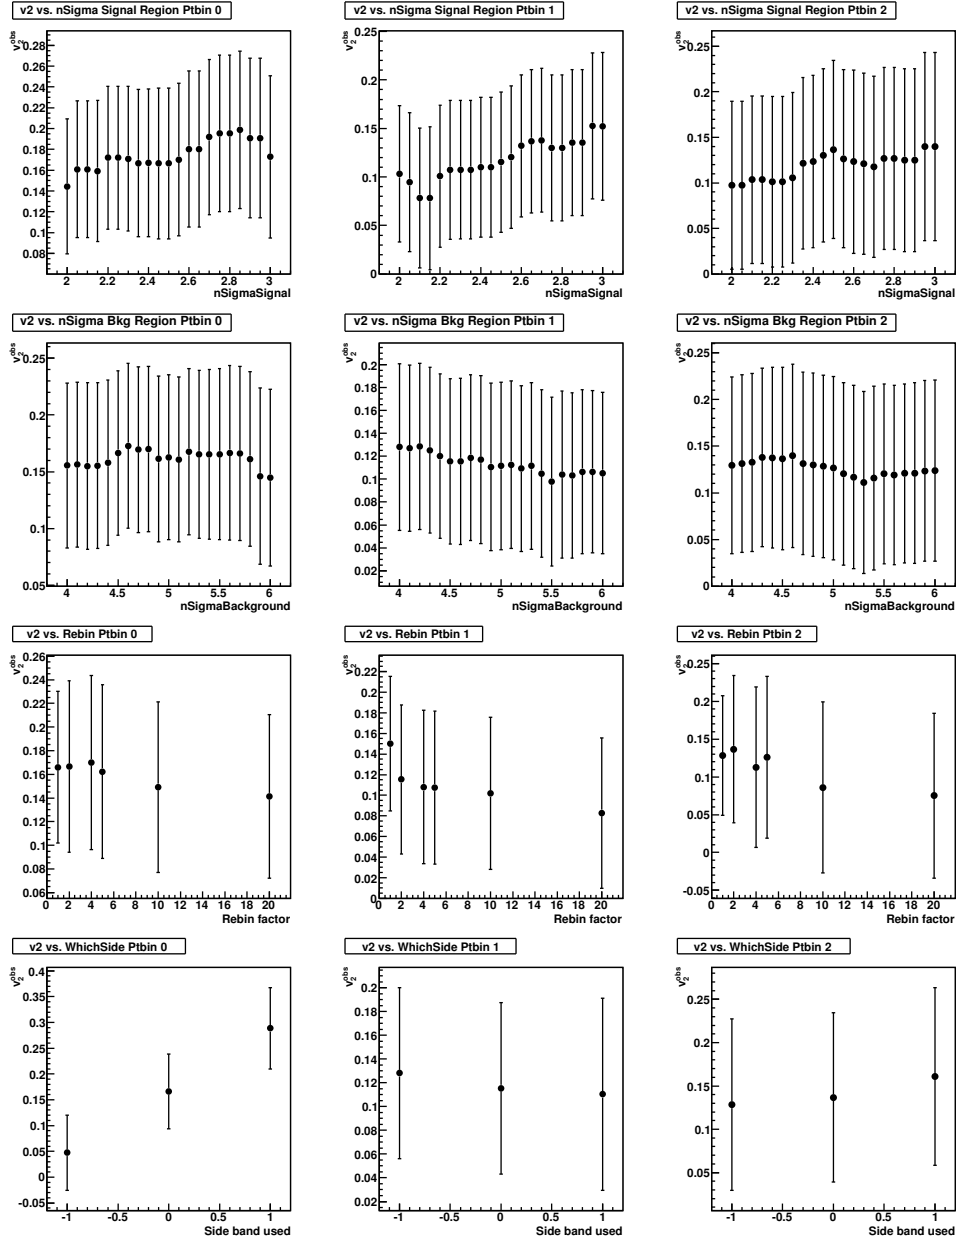 v2 vs. nSigma Signal Region Ptbin 0
v2 vs. nSigma Signal Region Ptbin 1
v2 vs. nSigma Signal Region Ptbin 2
v2obs
0.28
0.26
0.24
0.22
0.2
0.18
0.16
0.14
0.12
0.1
0.08
2 2.2 2.4 2.6 2.8 3
nSigmaSignal
v2obs
0.25
0.2
0.15
0.1
0.05
0
2 2.2 2.4 2.6 2.8 3
nSigmaSignal
v2obs
0.25
0.2
0.15
0.1
0.05
0
2 2.2 2.4 2.6 2.8 3
nSigmaSignal
v2 vs. nSigma Bkg Region Ptbin 0
v2 vs. nSigma Bkg Region Ptbin 1
v2 vs. nSigma Bkg Region Ptbin 2
v2obs
0.25
0.2
0.15
0.1
0.05
4 4.5 5 5.5 6
nSigmaBackground
v2obs
0.2
0.18
0.16
0.14
0.12
0.1
0.08
0.06
0.04
0.02
4 4.5 5 5.5 6
nSigmaBackground
v2obs
0.25
0.2
0.15
0.1
0.05
0
4 4.5 5 5.5 6
nSigmaBackground
v2 vs. Rebin Ptbin 0
v2 vs. Rebin Ptbin 1
v2 vs. Rebin Ptbin 2
v2obs
0.26
0.24
0.22
0.2
0.18
0.16
0.14
0.12
0.1
0.08
0.06
0 2 4 6 8 10 12 14 16 18 20
Rebin factor
v2obs
0.22
0.2
0.18
0.16
0.14
0.12
0.1
0.08
0.06
0.04
0.02
0
0 2 4 6 8 10 12 14 16 18 20
Rebin factor
v2obs
0.25
0.2
0.15
0.1
0.05
0
-0.05
0 2 4 6 8 10 12 14 16 18 20
Rebin factor
v2 vs. WhichSide Ptbin 0
v2 vs. WhichSide Ptbin 1
v2 vs. WhichSide Ptbin 2
v2obs
0.4
0.35
0.3
0.25
0.2
0.15
0.1
0.05
0
-0.05
-1 -0.5 0 0.5 1
Side band used
v2obs
0.2
0.18
0.16
0.14
0.12
0.1
0.08
0.06
0.04
0.02
-1 -0.5 0 0.5 1
Side band used
v2obs
0.25
0.2
0.15
0.1
0.05
-1 -0.5 0 0.5 1
Side band used